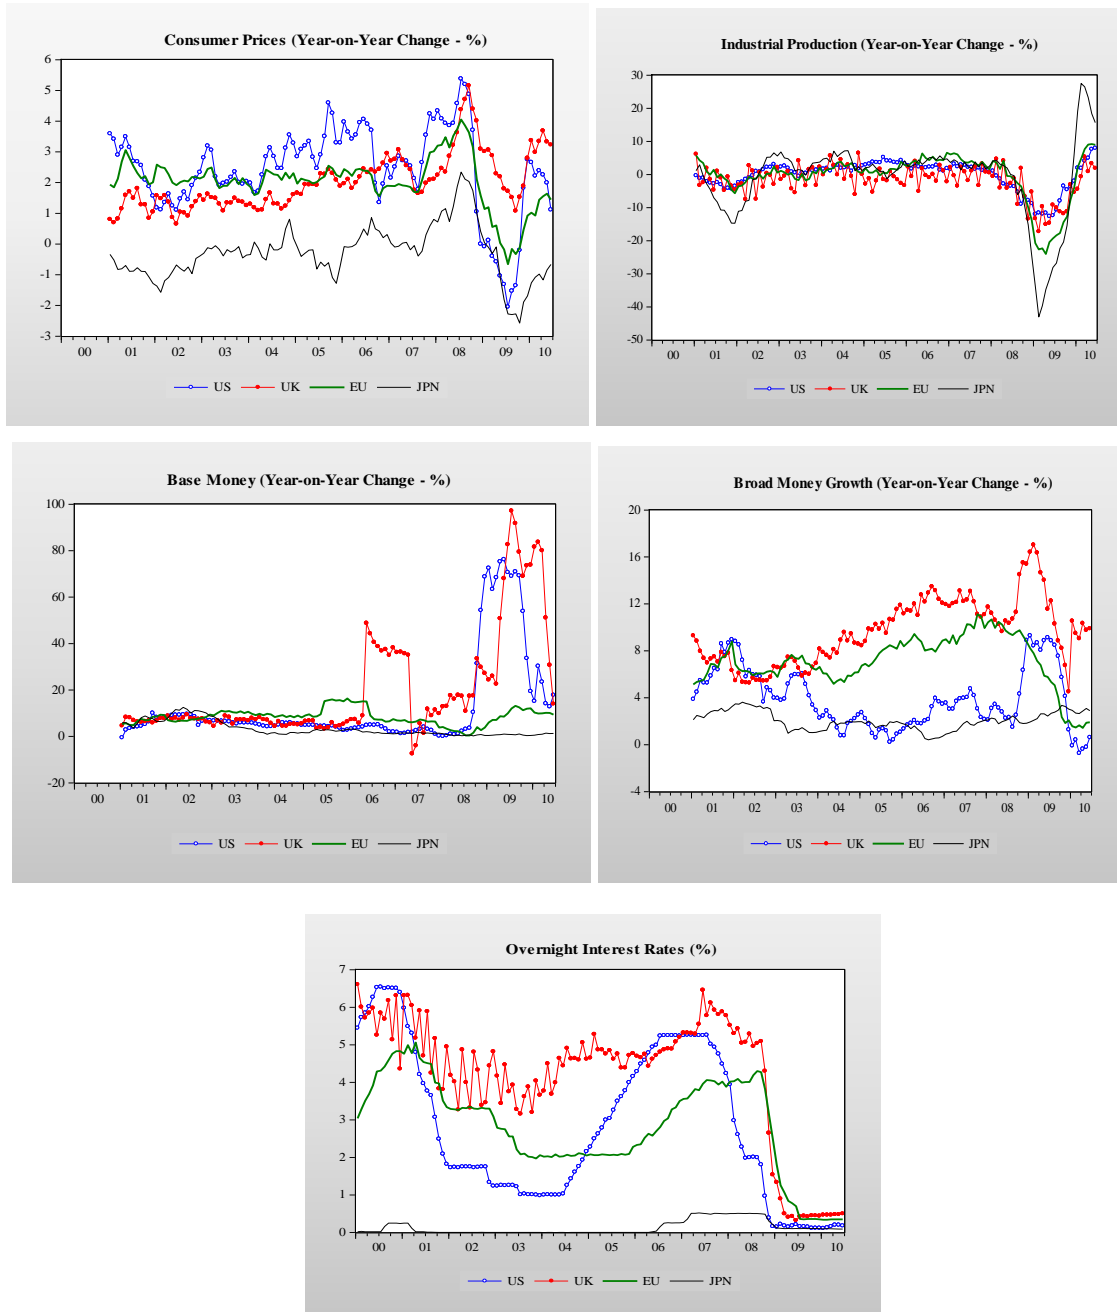 Consumer Prices (Year-on-Year Change - %)
6
5
4
3
2
1
0
-1
-2
-3
00 01 02 03 04 05 06 07 08 09 10
US UK EU JPN
Industrial Production (Year-on-Year Change - %)
30
20
10
0
-10
-20
-30
-40
-50
00 01 02 03 04 05 06 07 08 09 10
US UK EU JPN
Base Money (Year-on-Year Change - %)
100
80
60
40
20
0
-20
00 01 02 03 04 05 06 07 08 09 10
US UK EU JPN
Broad Money Growth (Year-on-Year Change - %)
20
16
12
8
4
0
-4
00 01 02 03 04 05 06 07 08 09 10
US UK EU JPN
Overnight Interest Rates (%)
7
6
5
4
3
2
1
0
00 01 02 03 04 05 06 07 08 09 10
US UK EU JPN